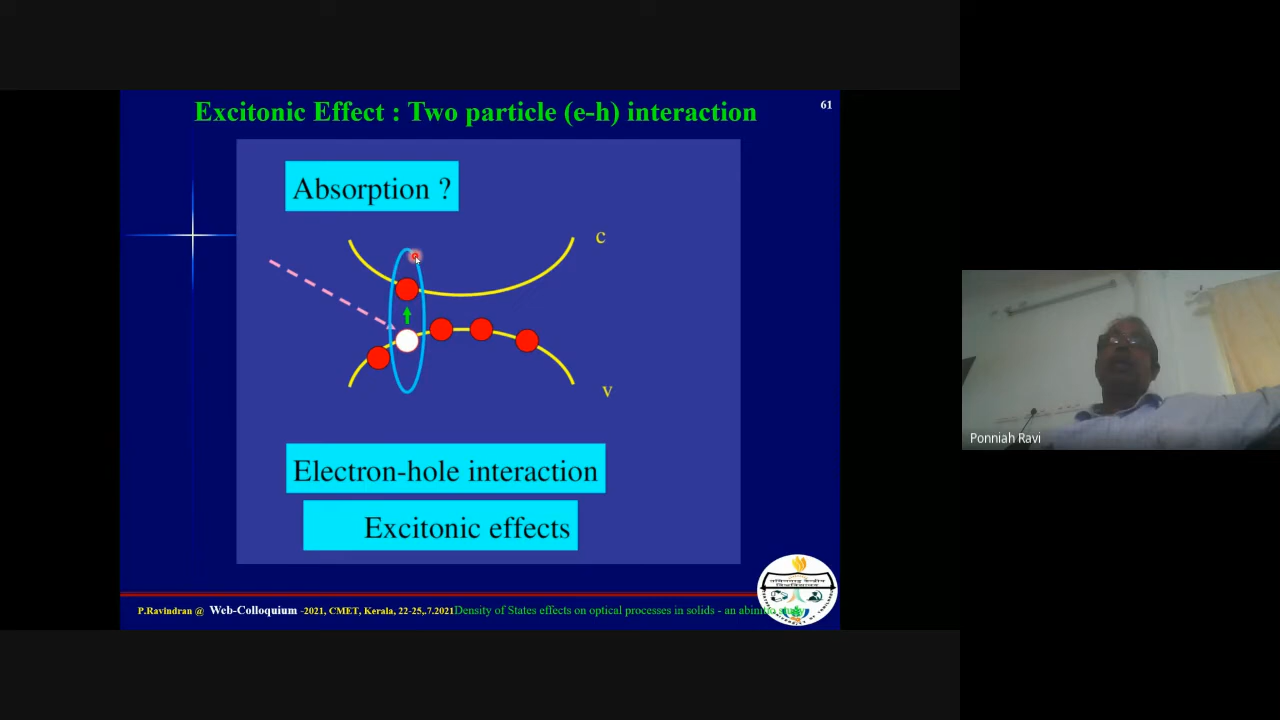 Excitonic Effect : Two particle (e-h) interaction
61
Absorption ?
c
v
Electron-hole interaction
Excitonic effects
P.Ravindran @ Web-Colloquium -2021, CMET, Kerala, 22-25,.7.2021Density of States effects on optical processes in solids - an abinitio study
Ponniah Ravi